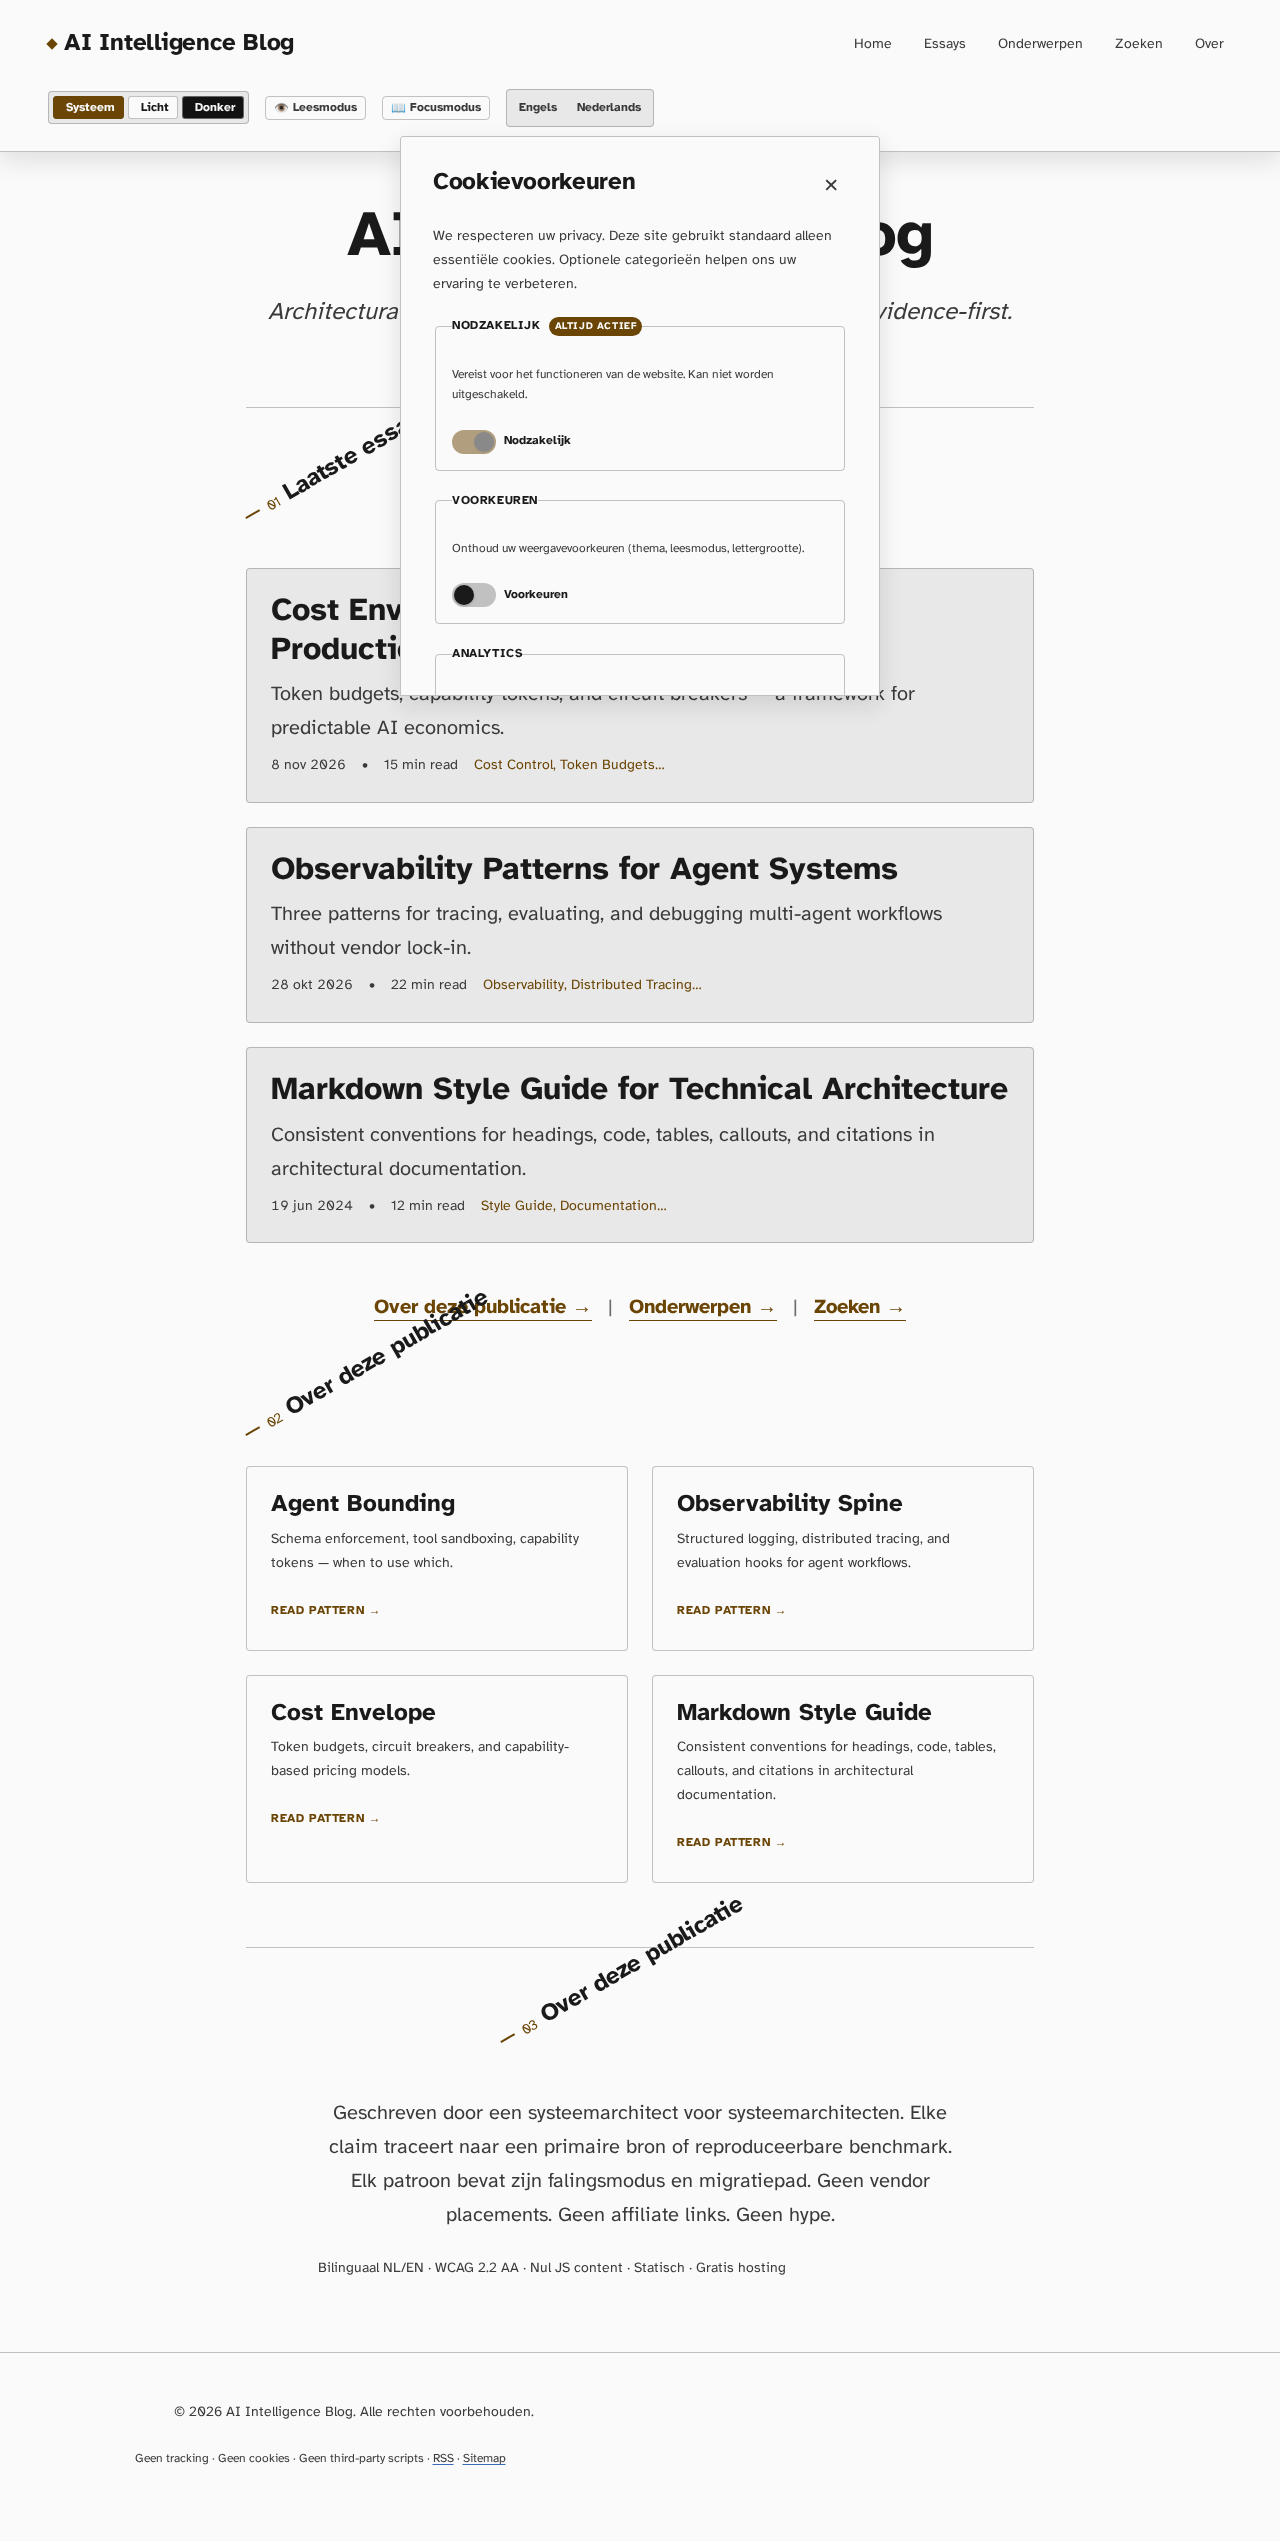 ◆ AI Intelligence Blog
Home Essays Onderwerpen Zoeken Over
Systeem Licht Donker 👁️ Leesmodus 📖 Focusmodus Engels Nederlands
Cookievoorkeuren ✕
We respecteren uw privacy. Deze site gebruikt standaard alleen
essentiële cookies. Optionele categorieën helpen ons uw
ervaring te verbeteren.
NODZAKELIJK ALTIJD ACTIEF
Vereist voor het functioneren van de website. Kan niet worden
uitgeschakeld.
Nodzakelijk
VOORKEUREN
Onthoud uw weergavevoorkeuren (thema, leesmodus, lettergrootte).
Voorkeuren
ANALYTICS
AI
Architectura vidence-first.
— 01 Laatste essa
Cost Env
Productio
Token budgets, capability tokens, and circuit breakers — a framework for
predictable AI economics.
8 nov 2026 • 15 min read Cost Control, Token Budgets...
Observability Patterns for Agent Systems
Three patterns for tracing, evaluating, and debugging multi-agent workflows
without vendor lock-in.
28 okt 2026 • 22 min read Observability, Distributed Tracing...
Markdown Style Guide for Technical Architecture
Consistent conventions for headings, code, tables, callouts, and citations in
architectural documentation.
19 jun 2024 • 12 min read Style Guide, Documentation...
Over deze publicatie → | Onderwerpen → | Zoeken →
— 02 Over deze publicatie
Agent Bounding
Schema enforcement, tool sandboxing, capability
tokens — when to use which.
READ PATTERN →
Observability Spine
Structured logging, distributed tracing, and
evaluation hooks for agent workflows.
READ PATTERN →
Cost Envelope
Token budgets, circuit breakers, and capability-
based pricing models.
READ PATTERN →
Markdown Style Guide
Consistent conventions for headings, code, tables,
callouts, and citations in architectural
documentation.
READ PATTERN →
— 03 Over deze publicatie
Geschreven door een systeemarchitect voor systeemarchitecten. Elke
claim traceert naar een primaire bron of reproduceerbare benchmark.
Elk patroon bevat zijn falingsmodus en migratiepad. Geen vendor
placements. Geen affiliate links. Geen hype.
Bilinguaal NL/EN · WCAG 2.2 AA · Nul JS content · Statisch · Gratis hosting
© 2026 AI Intelligence Blog. Alle rechten voorbehouden.
Geen tracking · Geen cookies · Geen third-party scripts · RSS · Sitemap